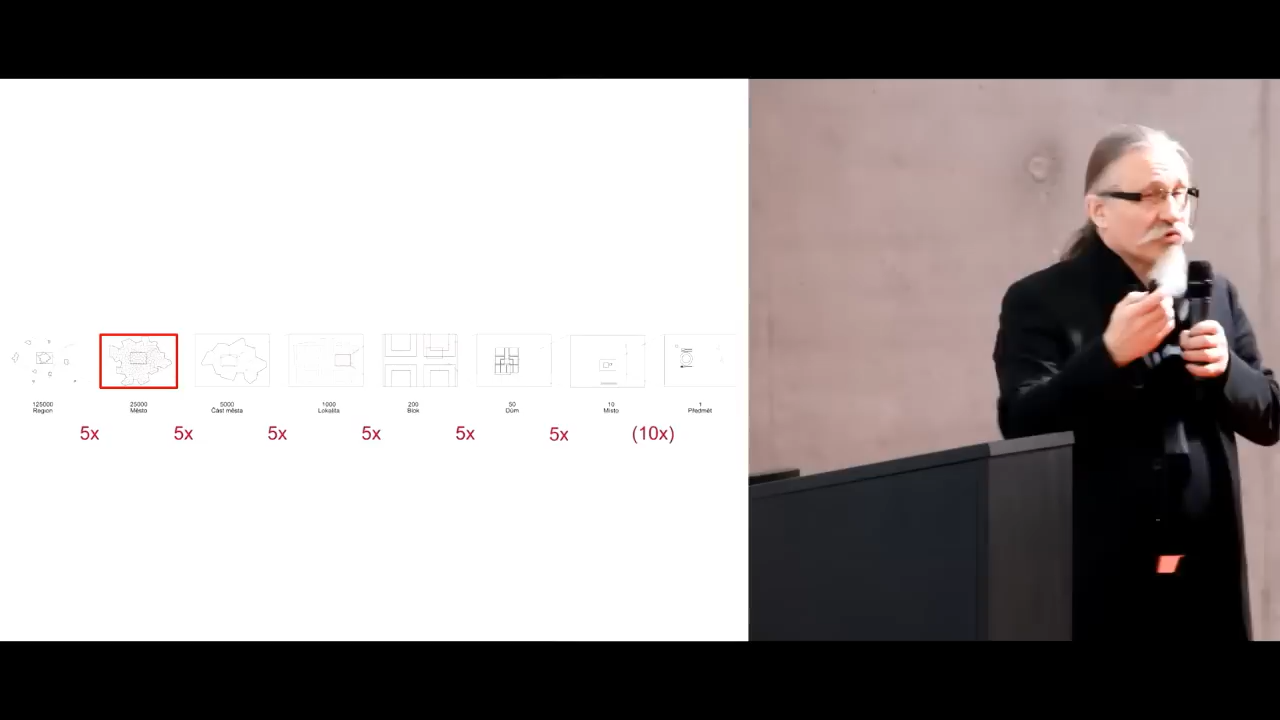 125000
Region
25000
Město
5000
Část města
1000
Lokalita
200
Blok
50
Dům
10
Místo
1
Předmět
5x 5x 5x 5x 5x 5x (10x)